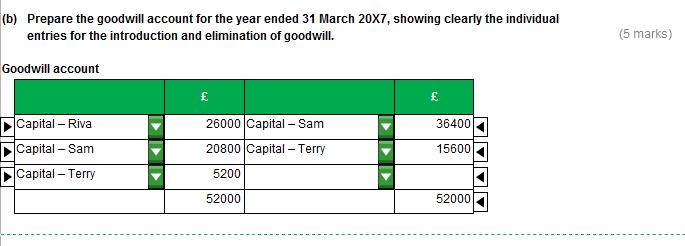 (b) Prepare the goodwill account for the year ended 31 March 20X7, showing clearly the individual
entries for the introduction and elimination of goodwill.
(5 marks)
Goodwill account
£ £
Capital – Riva 26000 Capital – Sam 36400
Capital – Sam 20800 Capital – Terry 15600
Capital – Terry 5200
52000 52000